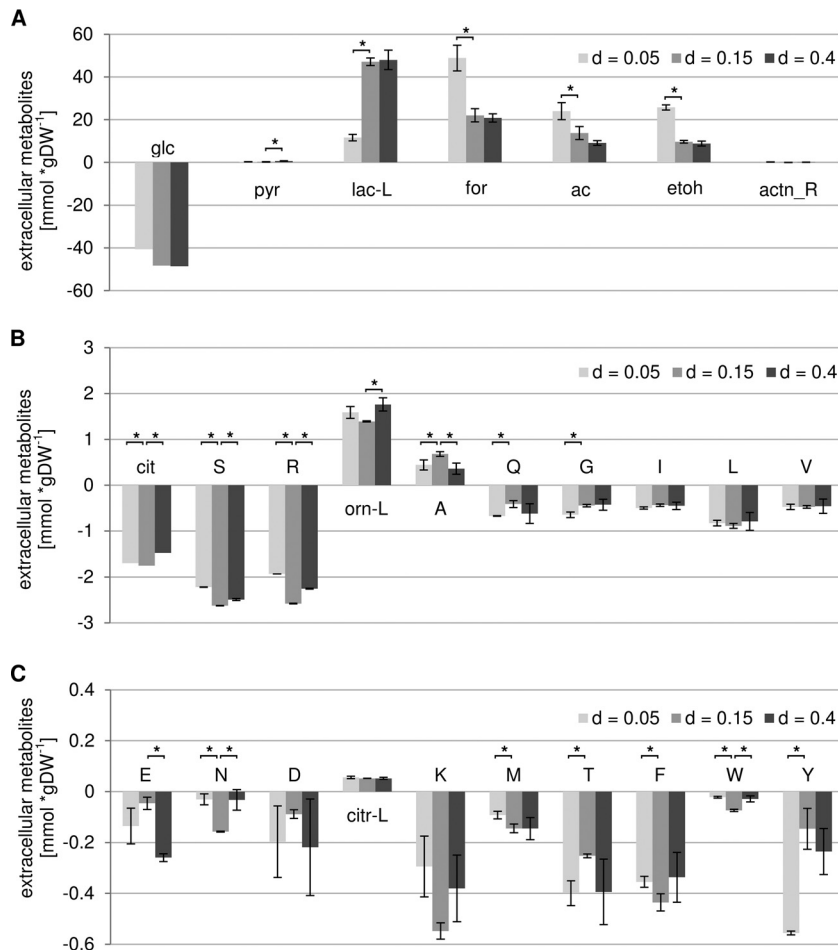 A
extracellular metabolites
[mmol *gDW⁻¹]
60
40
20
0
-20
-40
-60
d = 0.05 d = 0.15 d = 0.4
* * * * *
glc
pyr lac-L for ac etoh actn_R
B
extracellular metabolites
[mmol *gDW⁻¹]
3
2
1
0
-1
-2
-3
d = 0.05 d = 0.15 d = 0.4
*
* * * * * * * * * *
cit S R Q G I L V
orn-L A
C
extracellular metabolites
[mmol *gDW⁻¹]
0.4
0.2
0
-0.2
-0.4
-0.6
d = 0.05 d = 0.15 d = 0.4
* * * * * * * * *
E N D K M T F W Y
citr-L